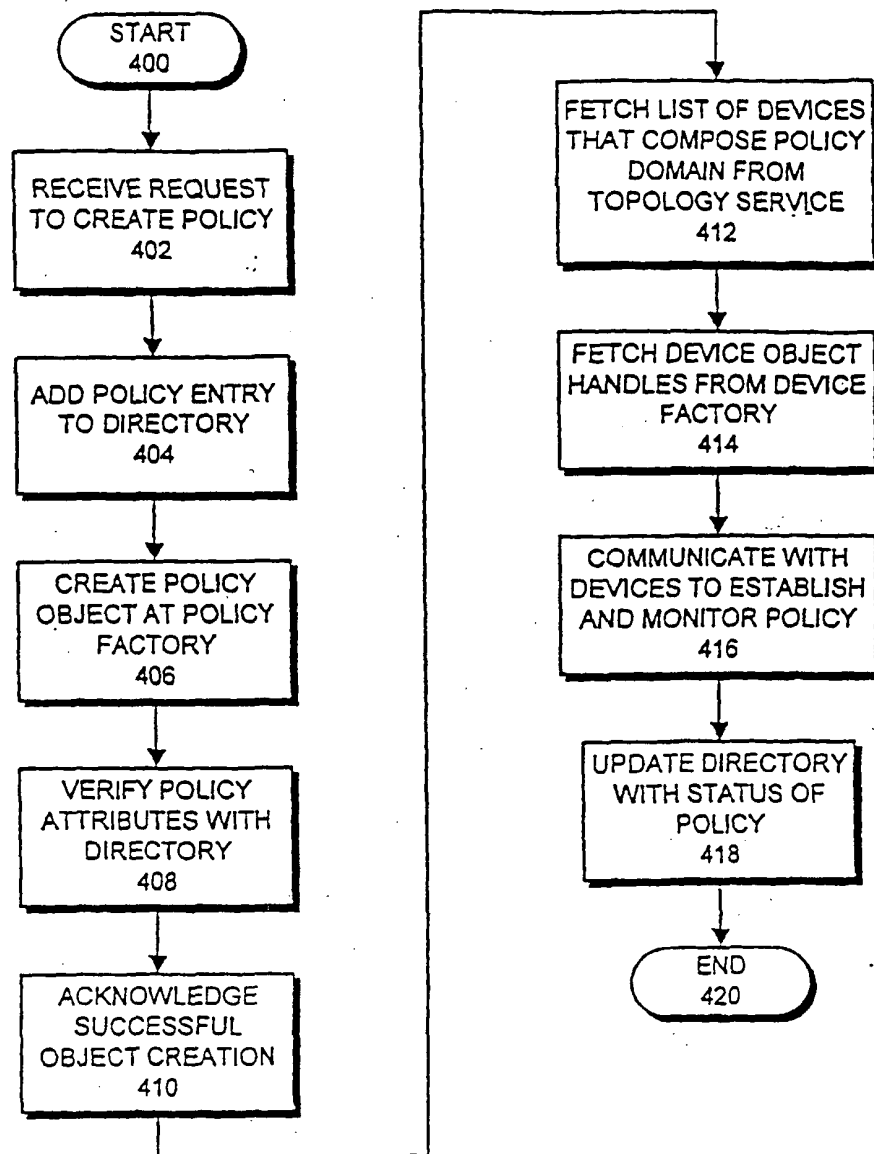 START
400
RECEIVE REQUEST
TO CREATE POLICY
402
ADD POLICY ENTRY
TO DIRECTORY
404
CREATE POLICY
OBJECT AT POLICY
FACTORY
406
VERIFY POLICY
ATTRIBUTES WITH
DIRECTORY
408
ACKNOWLEDGE
SUCCESSFUL
OBJECT CREATION
410
FETCH LIST OF DEVICES
THAT COMPOSE POLICY
DOMAIN FROM
TOPOLOGY SERVICE
412
FETCH DEVICE OBJECT
HANDLES FROM DEVICE
FACTORY
414
COMMUNICATE WITH
DEVICES TO ESTABLISH
AND MONITOR POLICY
416
UPDATE DIRECTORY
WITH STATUS OF
POLICY
418
END
420